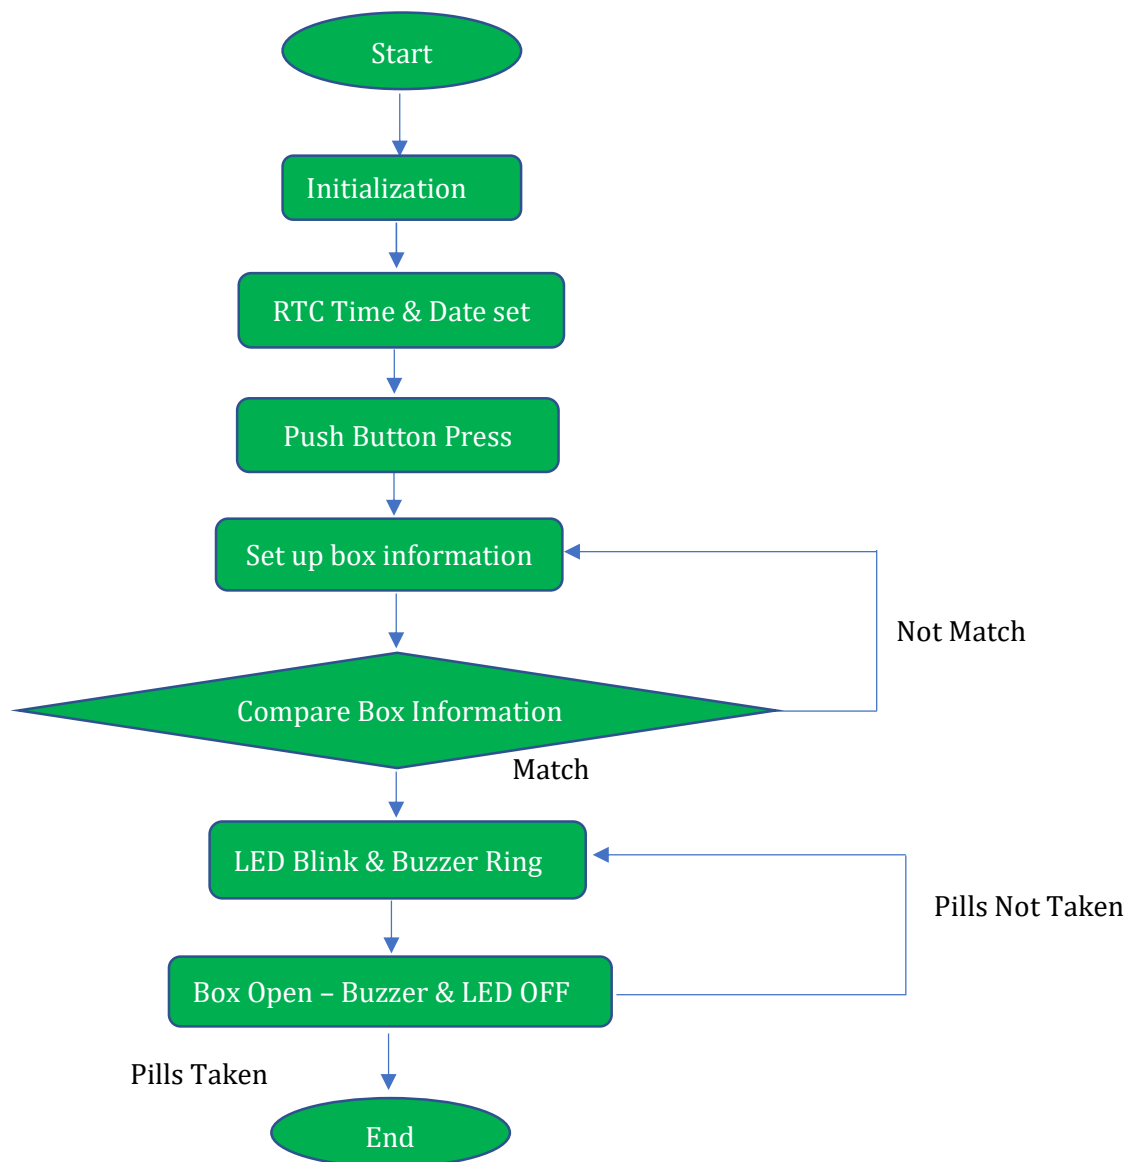 Start
Initialization
RTC Time & Date set
Push Button Press
Set up box information
Not Match
Compare Box Information
Match
LED Blink & Buzzer Ring
Pills Not Taken
Box Open – Buzzer & LED OFF
Pills Taken
End